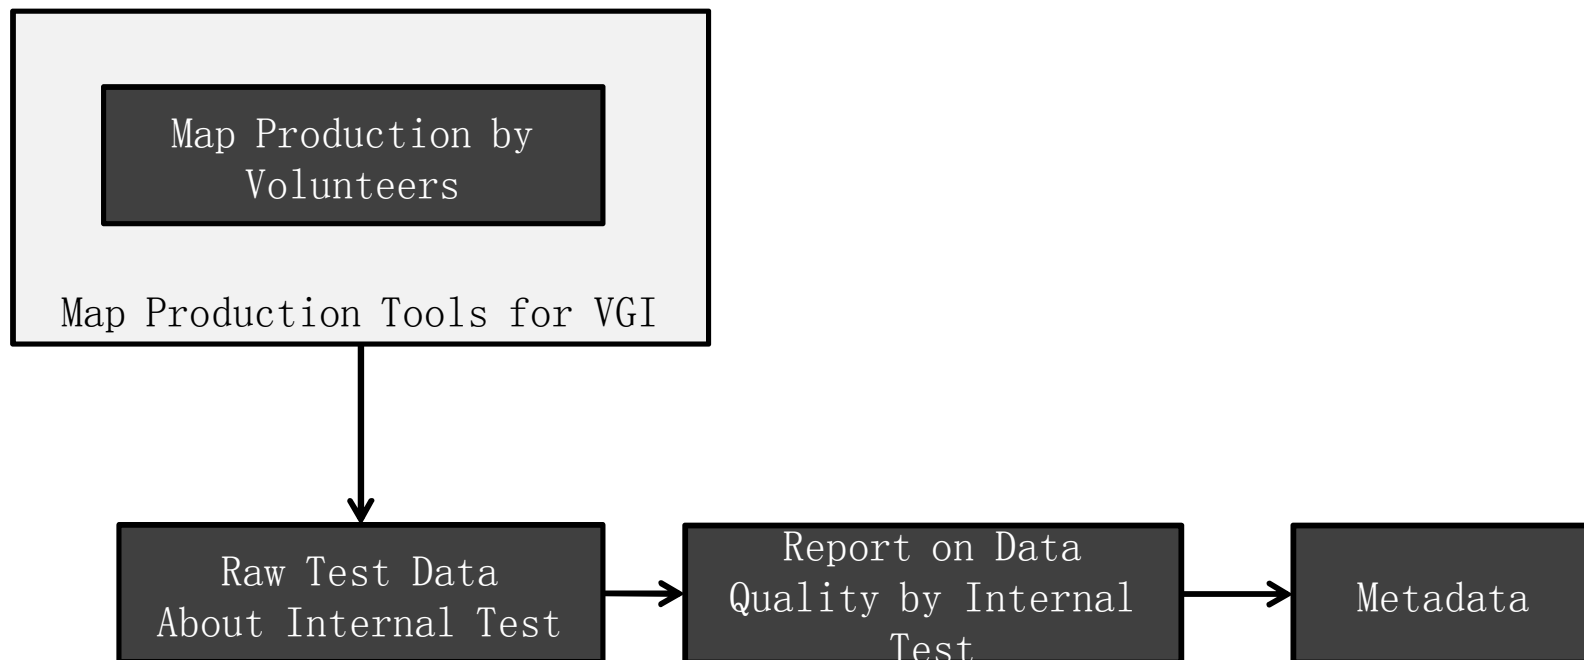 Map Production by
Volunteers
Map Production Tools for VGI
Raw Test Data
About Internal Test
Report on Data
Quality by Internal
Test
Metadata